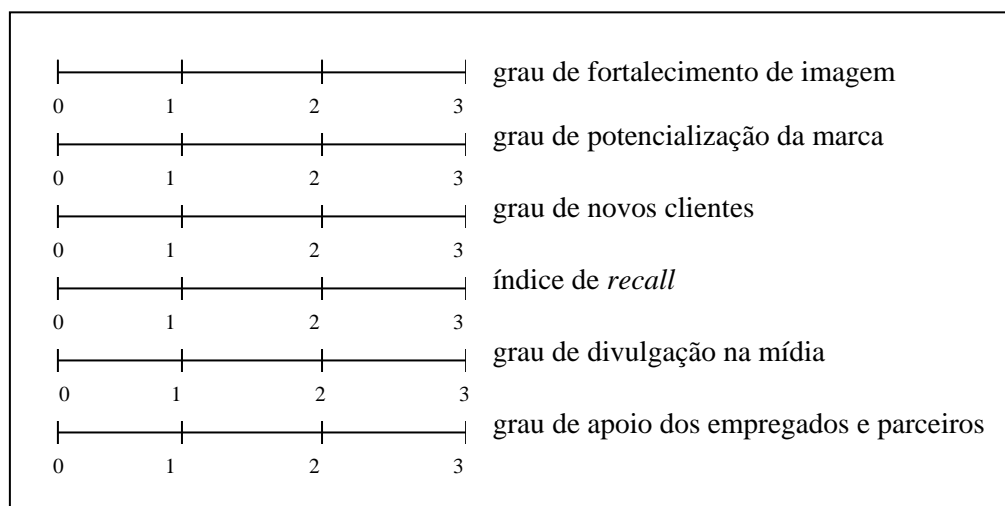 grau de fortalecimento de imagem
0 1 2 3
grau de potencialização da marca
0 1 2 3
grau de novos clientes
0 1 2 3
índice de recall
0 1 2 3
grau de divulgação na mídia
0 1 2 3
grau de apoio dos empregados e parceiros
0 1 2 3